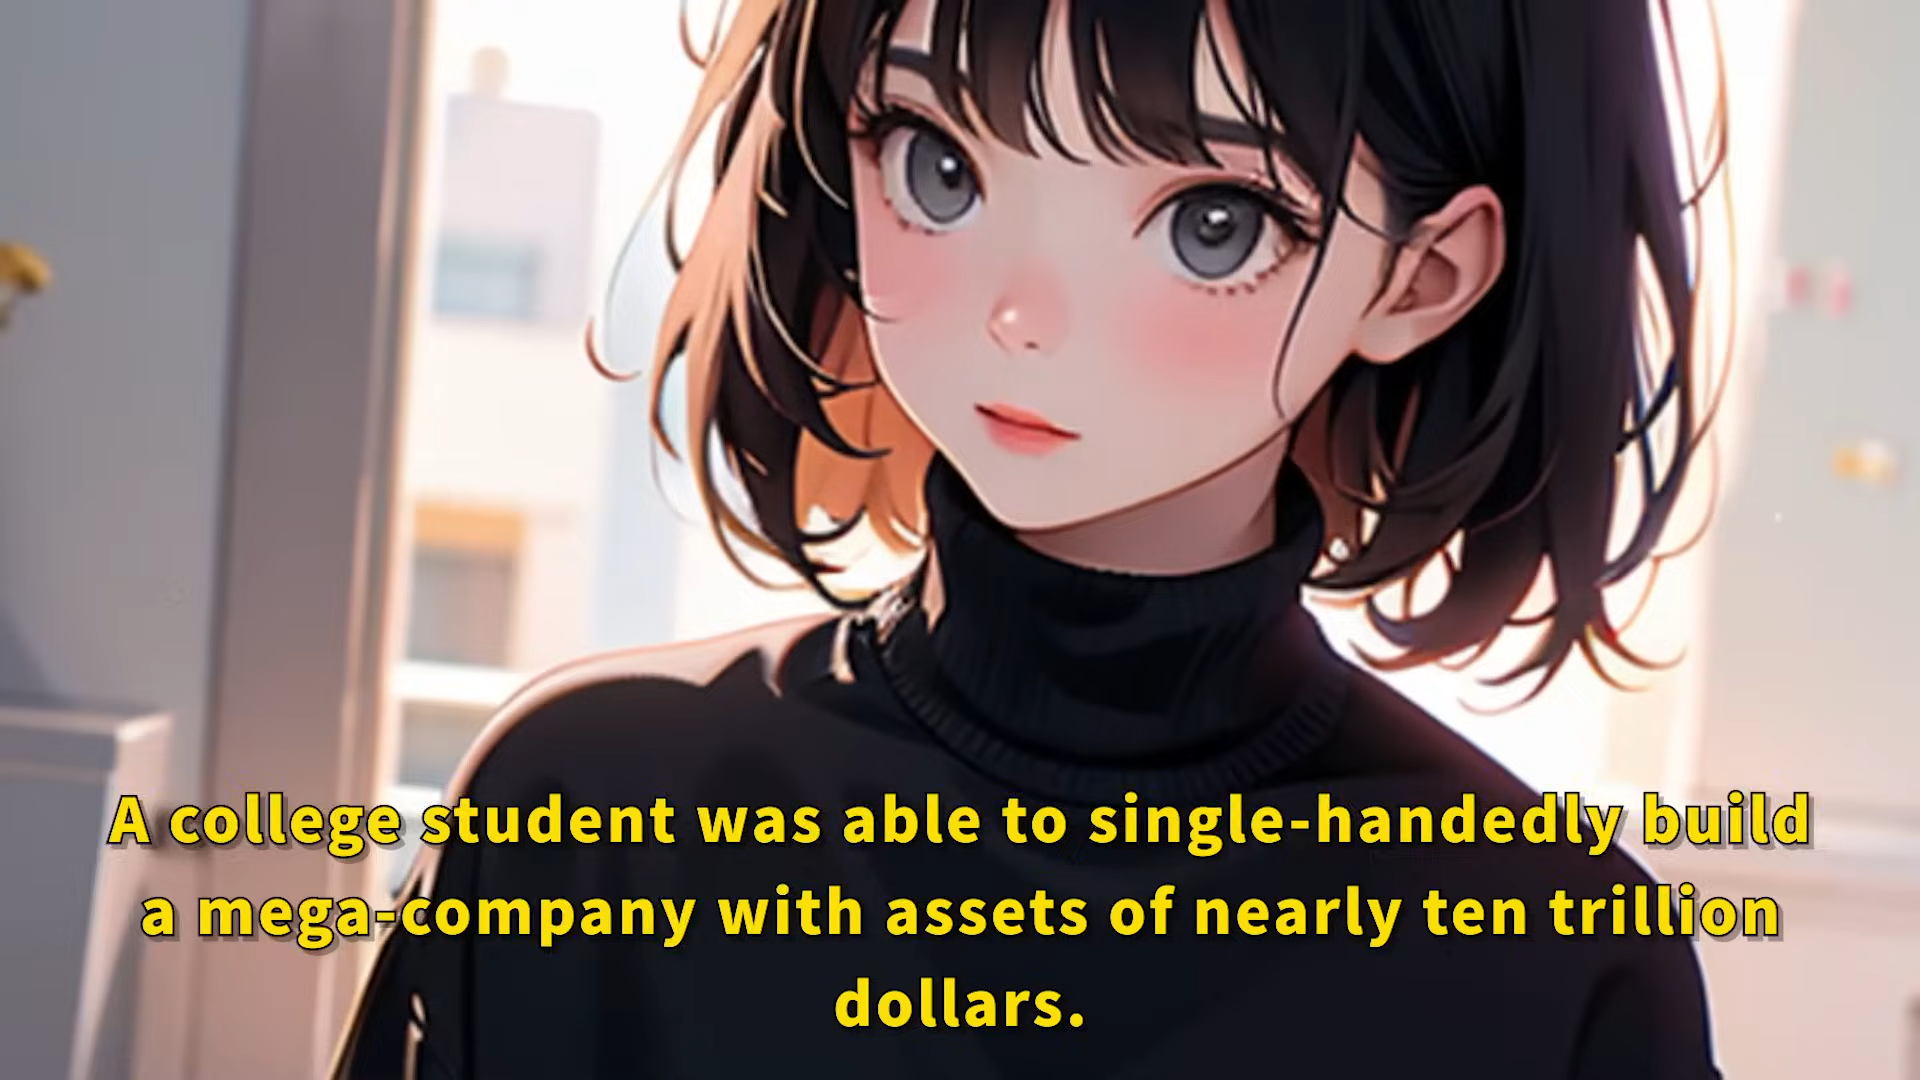 A college student was able to single-handedly build
a mega-company with assets of nearly ten trillion
dollars.